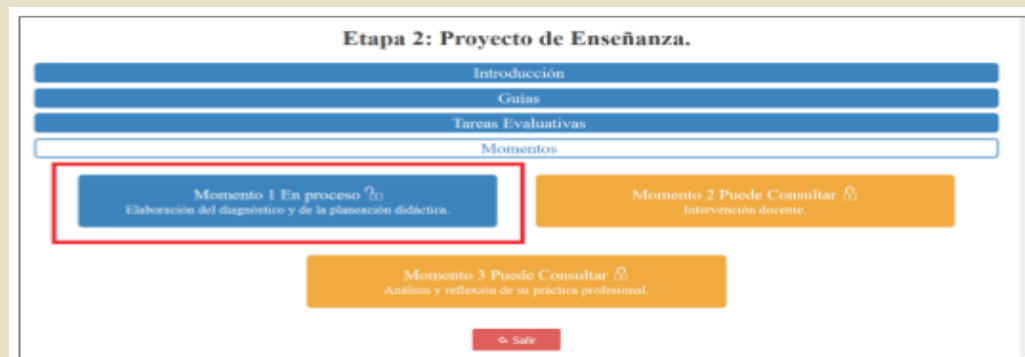 Etapa 2: Proyecto de Enseñanza.
Introducción
Guías
Tareas Evaluativas
Momentos
Momento 1 En proceso
Elaboración del diagnóstico y de la planeación didáctica.
Momento 2 Puede Consultar
Intervención docente.
Momento 3 Puede Consultar
Análisis y reflexión de su práctica profesional.
Salir